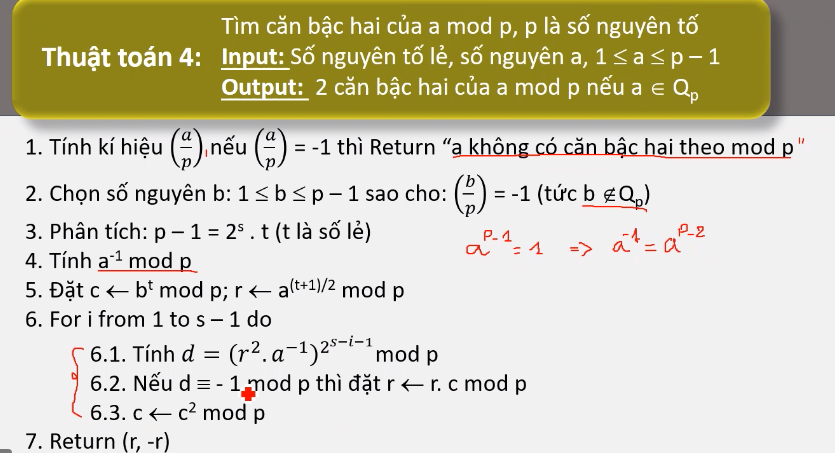 Thuật toán 4:
Tìm căn bậc hai của a mod p, p là số nguyên tố
Input: Số nguyên tố lẻ, số nguyên a, 1 ≤ a ≤ p – 1
Output: 2 căn bậc hai của a mod p nếu a ∈ Qₚ
1. Tính kí hiệu (a/p), nếu (a/p) = -1 thì Return “a không có căn bậc hai theo mod p"
2. Chọn số nguyên b: 1 ≤ b ≤ p – 1 sao cho: (b/p) = -1 (tức b ∉Qₚ)
3. Phân tích: p – 1 = 2ˢ . t (t là số lẻ)
a^{p-1} = 1 => a^{-1} = a^{p-2}
4. Tính a⁻¹ mod p
5. Đặt c ← bᵗ mod p; r ← a^{(t+1)/2} mod p
6. For i from 1 to s – 1 do
6.1. Tính d = (r². a⁻¹)^{2^{s-i-1}} mod p
6.2. Nếu d ≡ - 1 mod p thì đặt r ← r. c mod p
6.3. c ← c² mod p
7. Return (r, -r)